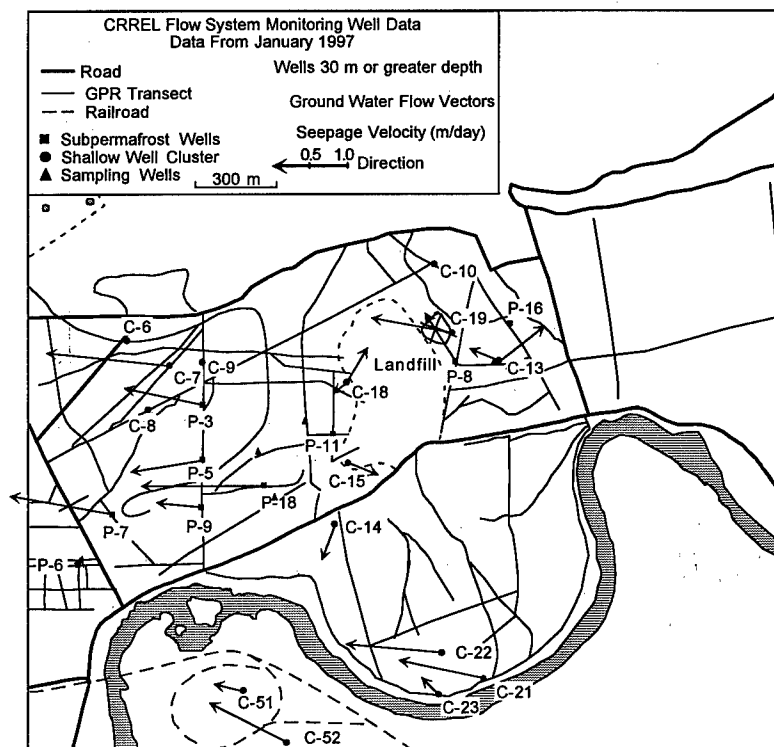 CRREL Flow System Monitoring Well Data
Data From January 1997
Road
Wells 30 m or greater depth
GPR Transect
Ground Water Flow Vectors
Railroad
Seepage Velocity (m/day)
Subpermafrost Wells
0.5 1.0 Direction
Shallow Well Cluster
Sampling Wells
300 m
C-10
P-16
C-6
C-19
C-9
C-7
Landfill
C-13
P-8
C-18
C-8
P-3
P-11
P-5
C-15
P-18
P-7
P-9
C-14
P-6
C-22
C-51
C-21
C-23
C-52